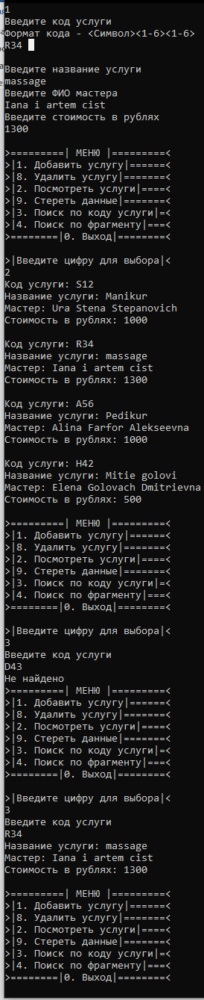 1
Введите код услуги
Формат кода - <Символ><1-6><1-6>
R34
Введите название услуги
massage
Введите ФИО мастера
Iana i artem cist
Введите стоимость в рублях
1300
>=========| МЕНЮ |=========<
>|1. Добавить услугу|======<
>|8. Удалить услугу|=======<
>|2. Посмотреть услуги|====<
>|9. Стереть данные|=======<
>|3. Поиск по коду услуги|=<
>|4. Поиск по фрагменту|===<
>========|0. Выход|========<
>|Введите цифру для выбора|<
2
Код услуги: S12
Название услуги: Manikur
Мастер: Ura Stena Stepanovich
Стоимость в рублях: 1000
Код услуги: R34
Название услуги: massage
Мастер: Iana i artem cist
Стоимость в рублях: 1300
Код услуги: A56
Название услуги: Pedikur
Мастер: Alina Farfor Alekseevna
Стоимость в рублях: 1000
Код услуги: H42
Название услуги: Mitie golovi
Мастер: Elena Golovach Dmitrievna
Стоимость в рублях: 500
>=========| МЕНЮ |=========<
>|1. Добавить услугу|======<
>|8. Удалить услугу|=======<
>|2. Посмотреть услуги|====<
>|9. Стереть данные|=======<
>|3. Поиск по коду услуги|=<
>|4. Поиск по фрагменту|===<
>========|0. Выход|========<
>|Введите цифру для выбора|<
3
Введите код услуги
D43
Не найдено
>=========| МЕНЮ |=========<
>|1. Добавить услугу|======<
>|8. Удалить услугу|=======<
>|2. Посмотреть услуги|====<
>|9. Стереть данные|=======<
>|3. Поиск по коду услуги|=<
>|4. Поиск по фрагменту|===<
>========|0. Выход|========<
>|Введите цифру для выбора|<
3
Введите код услуги
R34
Название услуги: massage
Мастер: Iana i artem cist
Стоимость в рублях: 1300
>=========| МЕНЮ |=========<
>|1. Добавить услугу|======<
>|8. Удалить услугу|=======<
>|2. Посмотреть услуги|====<
>|9. Стереть данные|=======<
>|3. Поиск по коду услуги|=<
>|4. Поиск по фрагменту|===<
>========|0. Выход|========<